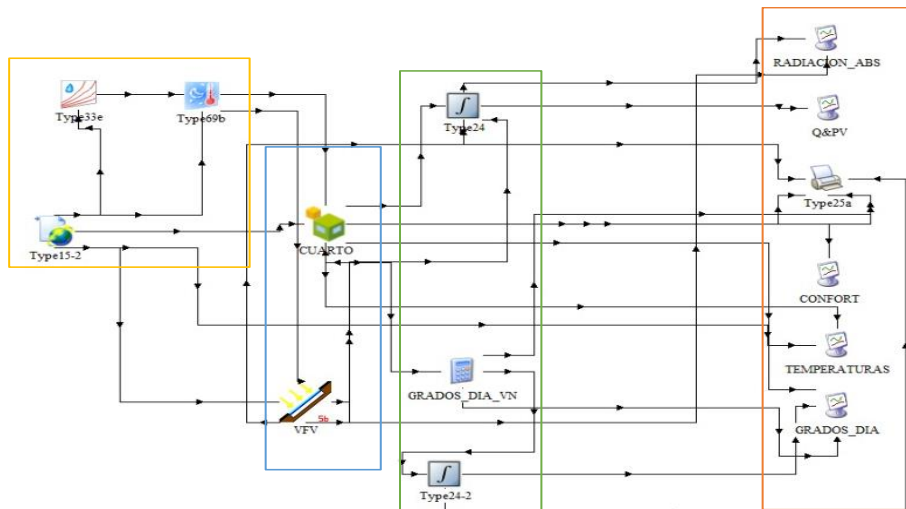 RADIACION_ABS
Type33e
Type69b
Type24
Q&PV
Type25a
Type15-2
CUARTO
CONFORT
TEMPERATURAS
GRADOS_DIA_VN
5b
VFV
GRADOS_DIA
Type24-2